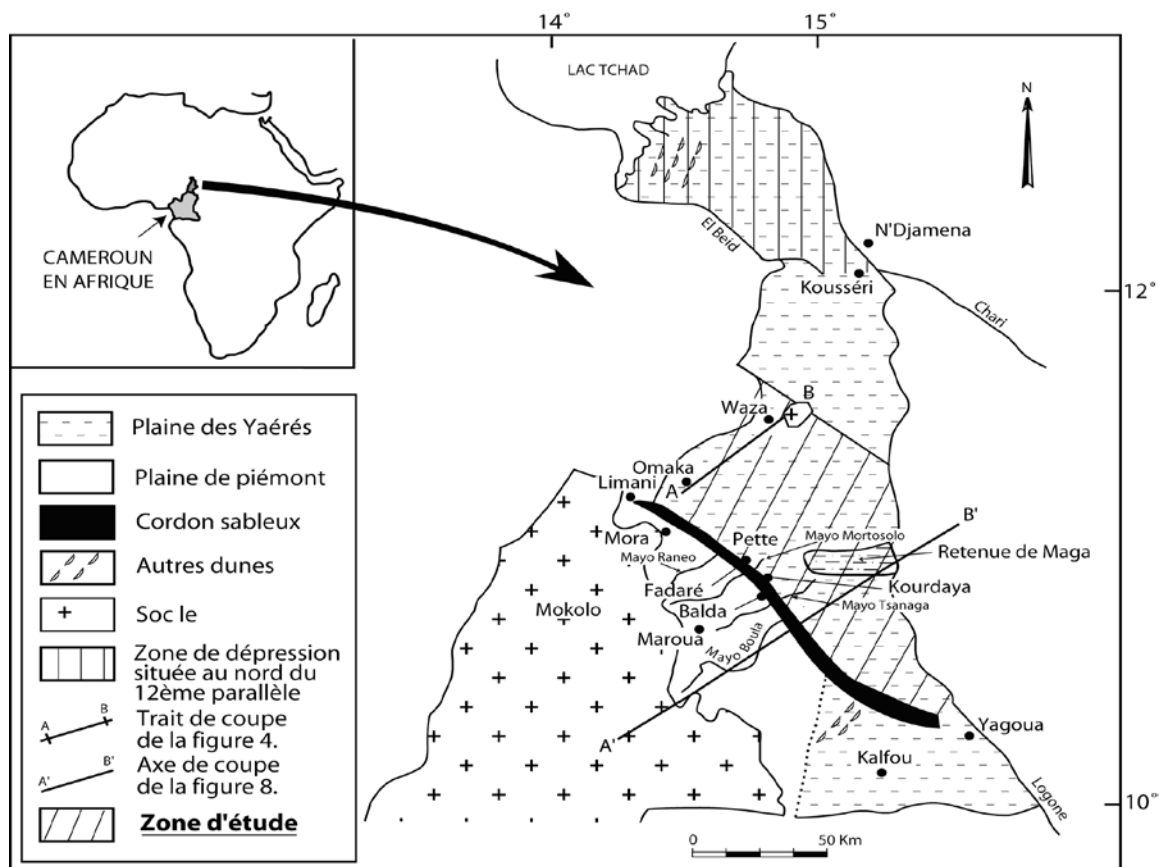 14°
15°
LAC TCHAD
N
CAMEROUN
EN AFRIQUE
El Beid
N'Djamena
Kousséri
12°
Chari
B
Waza
Omaka
A
Limani
B'
Mora
Pette
Mayo Mortosolo
Mayo Raneo
Retenue de Maga
Fadaré
Kourdaya
Mokolo
Balda
Mayo Tsanaga
Maroua
Mayo Boula
A'
Yagoua
Kalfou
Logone
10°
0
50 Km
Plaine des Yaérés
Plaine de piémont
Cordon sableux
Autres dunes
Soc le
Zone de dépression
située au nord du
12ème parallèle
A B
Trait de coupe
de la figure 4.
A' B'
Axe de coupe
de la figure 8.
Zone d'étude